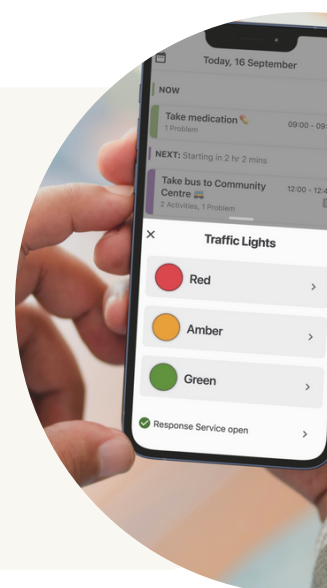 Today, 16 September
NOW
Take medication 💊
09:00 - 09:
1 Problem
NEXT: Starting in 2 hr 2 mins
Take bus to Community
Centre 🚌
12:00 - 12:4
2 Activities, 1 Problem
Traffic Lights
Red
Amber
Green
Response Service open